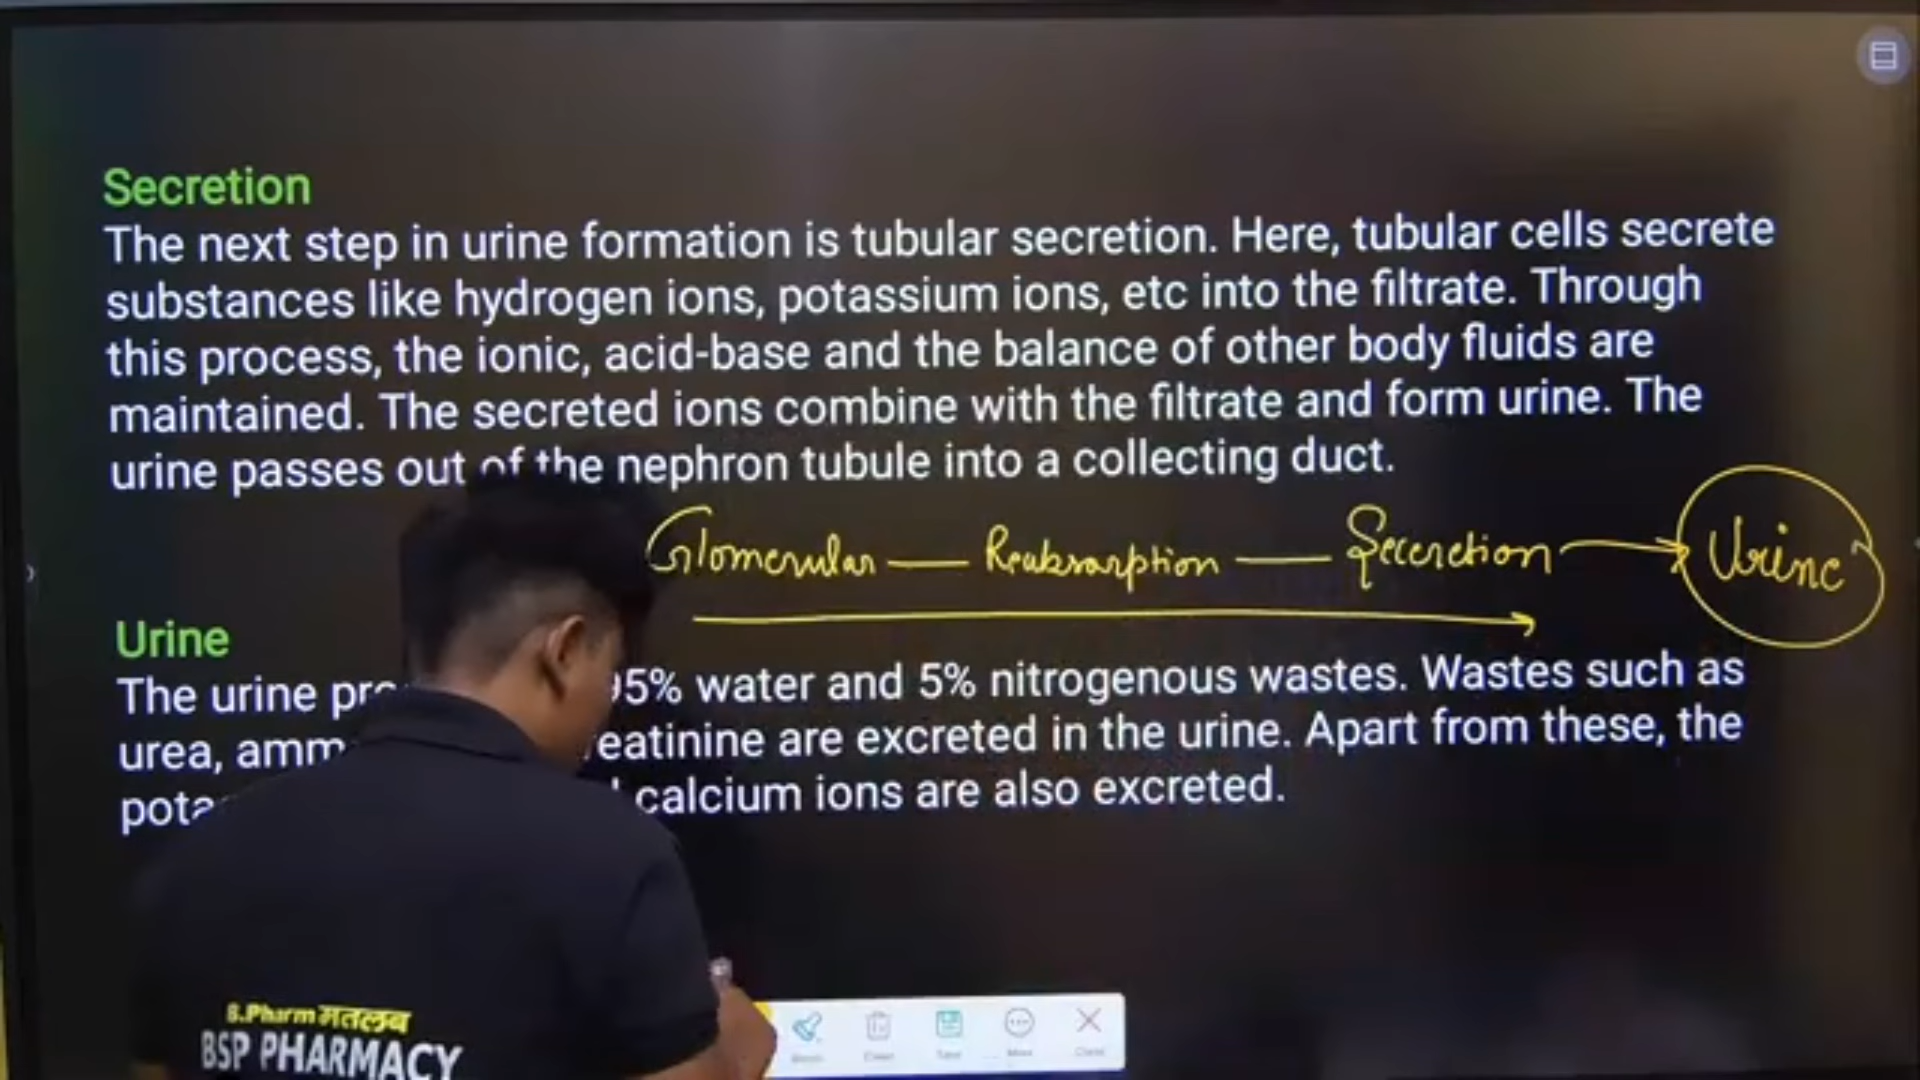 Secretion
The next step in urine formation is tubular secretion. Here, tubular cells secrete
substances like hydrogen ions, potassium ions, etc into the filtrate. Through
this process, the ionic, acid-base and the balance of other body fluids are
maintained. The secreted ions combine with the filtrate and form urine. The
urine passes out of the nephron tubule into a collecting duct.
Glomerular — Reabsorption — Secretion → Urine
Urine
The urine 95% water and 5% nitrogenous wastes. Wastes such as
urea, creatinine are excreted in the urine. Apart from these, the
calcium ions are also excreted.
B.Pharm मतलब
BSP PHARMACY